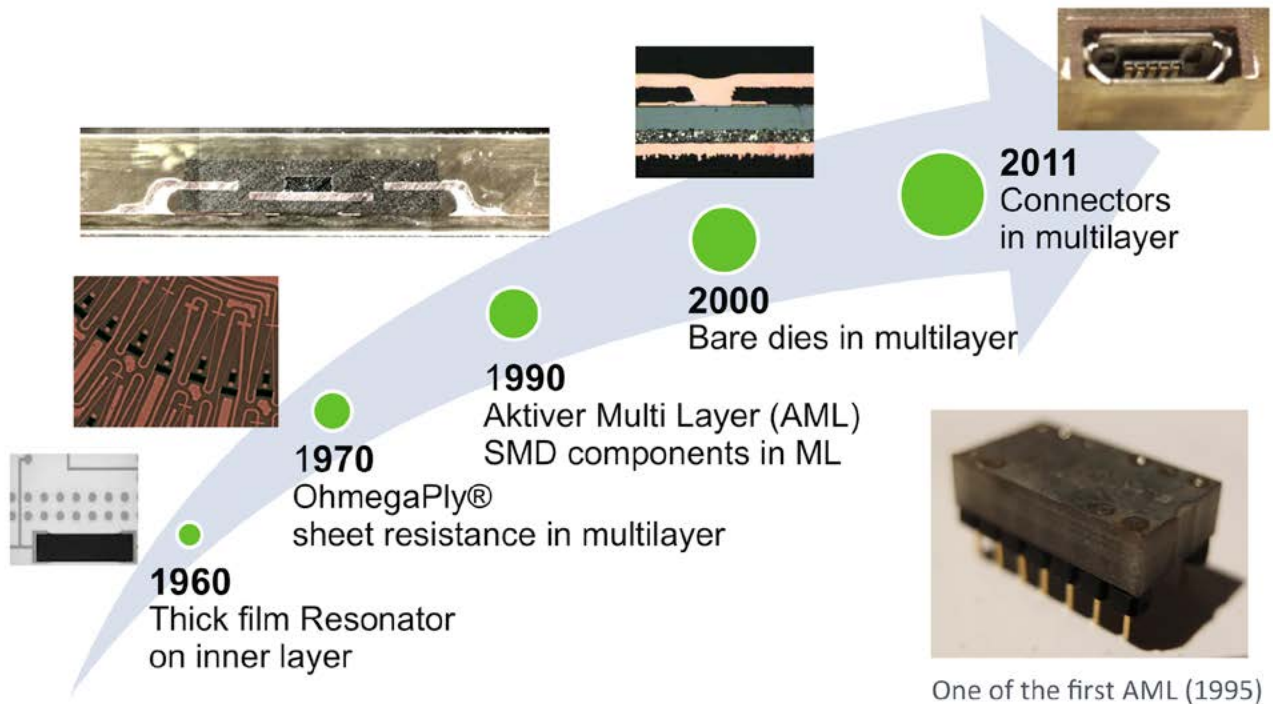 1960
Thick film Resonator
on inner layer
1970
OhmegaPly®
sheet resistance in multilayer
1990
Aktiver Multi Layer (AML)
SMD components in ML
2000
Bare dies in multilayer
2011
Connectors
in multilayer
One of the first AML (1995)